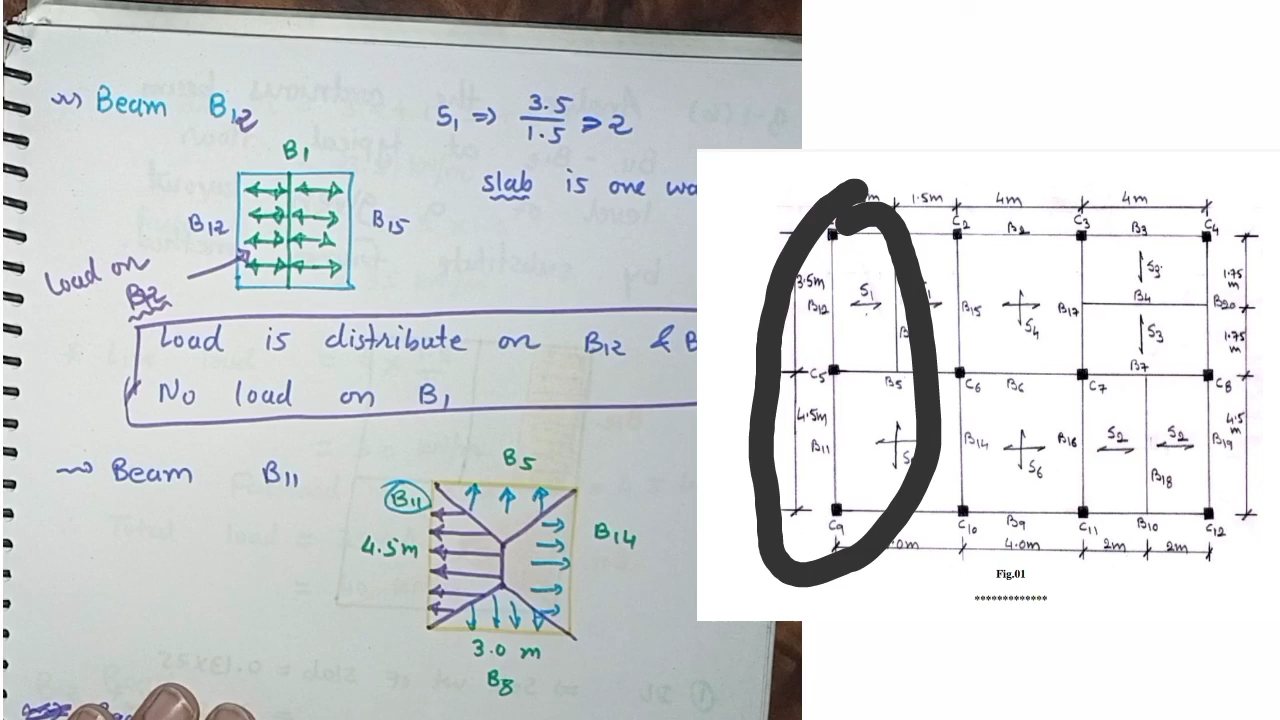 Beam B12
S1 => 3.5 / 1.5 > 2
slab is one
B1
B12
B15
load on
B12
Load is distribute on B12 &
No load on B1
Beam B11
B5
B11
4.5m
B14
3.0 m
B8
1.5m 4m 4m
C2 B2 C3 B3 C4
3.5m
B12
S1
B15
S4
B17
S3
B4
B20
1.75
m
S3
1.75
m
B7
C5 B5 C6 B6 C7 C8
4.5m
B11
B14
S6
B16
S2 S2
B18
4.5
m
B19
C9 C10 B9 C11 B10 C12
4.0m 2m 2m
Fig.01
*************